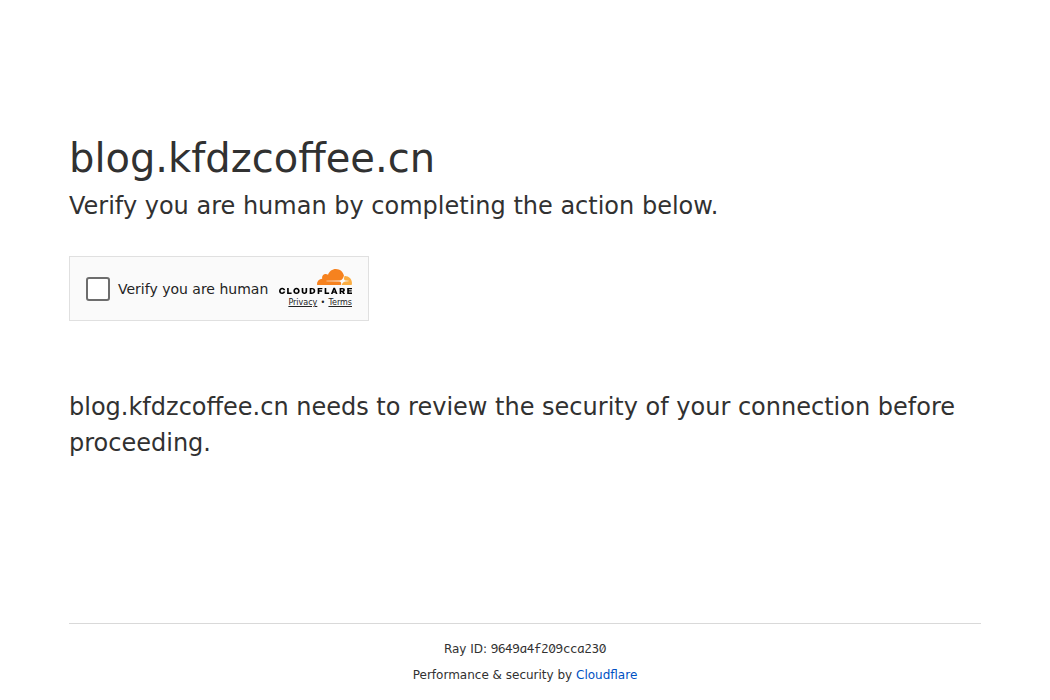 blog.kfdzcoffee.cn
Verify you are human by completing the action below.
Verify you are human
CLOUDFLARE
Privacy • Terms
blog.kfdzcoffee.cn needs to review the security of your connection before
proceeding.
Ray ID: 9649a4f209cca230
Performance & security by Cloudflare